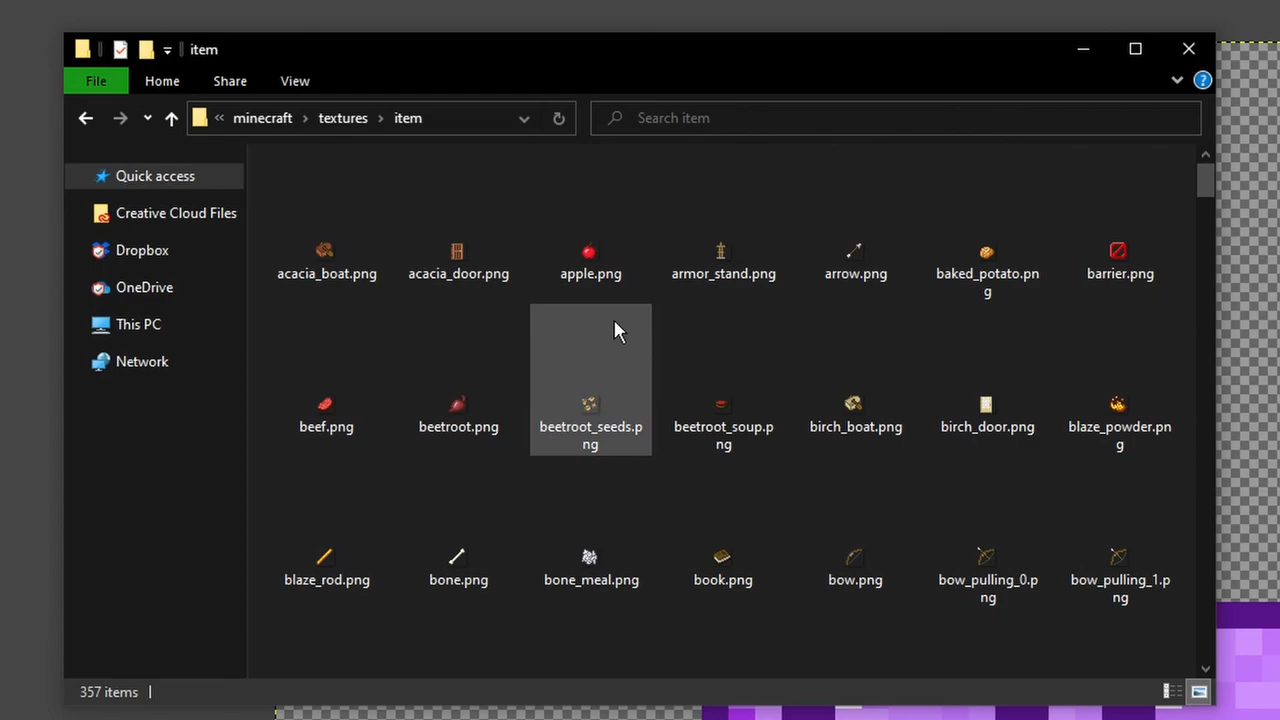 item
File Home Share View
minecraft textures item
Search item
Quick access
Creative Cloud Files
Dropbox
OneDrive
This PC
Network
acacia_boat.png acacia_door.png apple.png armor_stand.png arrow.png baked_potato.pn barrier.png
g
beef.png beetroot.png beetroot_seeds.p beetroot_soup.p birch_boat.png birch_door.png blaze_powder.pn
ng ng g
blaze_rod.png bone.png bone_meal.png book.png bow.png bow_pulling_0.p bow_pulling_1.p
ng ng
357 items